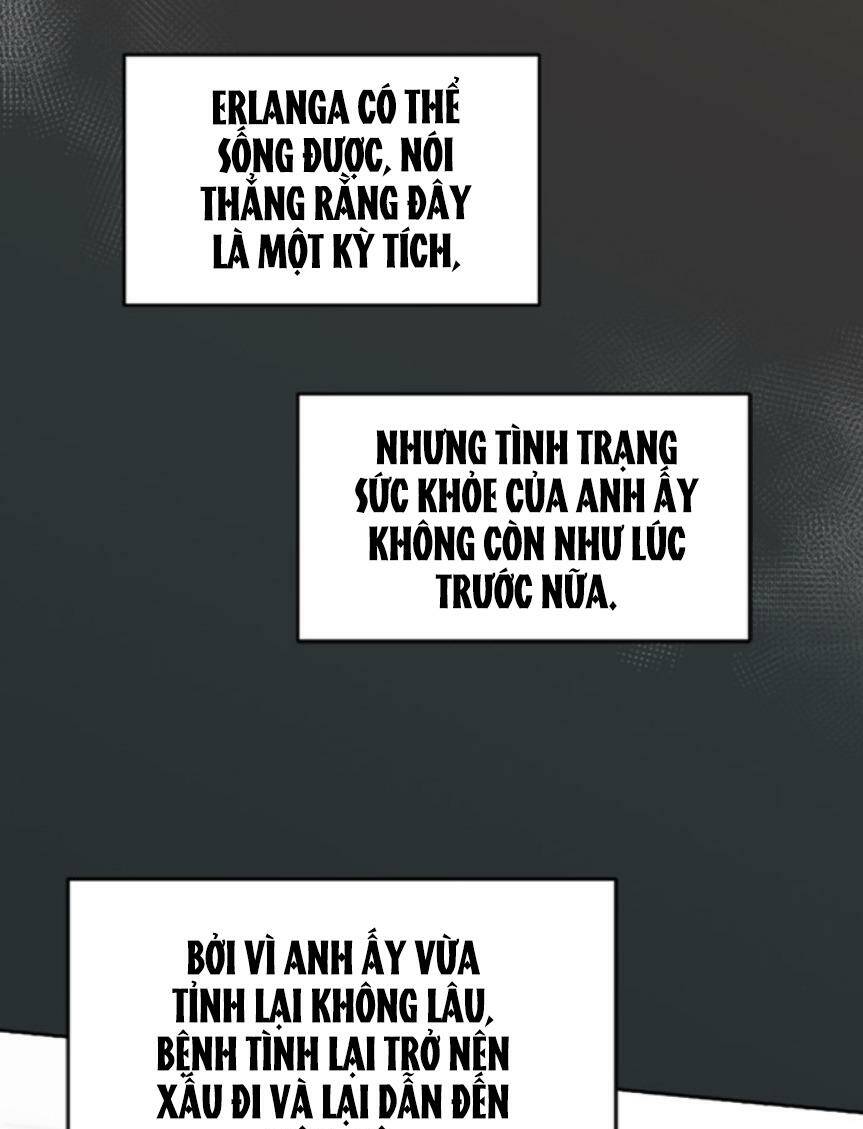 ERLANGA CÓ THỂ
SỐNG ĐƯỢC, NÓI
THẲNG RẰNG ĐÂY
LÀ MỘT KỲ TÍCH,
NHƯNG TÌNH TRẠNG
SỨC KHỎE CỦA ANH ẤY
KHÔNG CÒN NHƯ LÚC
TRƯỚC NỮA.
BỞI VÌ ANH ẤY VỪA
TỈNH LẠI KHÔNG LÂU,
BỆNH TÌNH LẠI TRỞ NÊN
XẤU ĐI VÀ LẠI DẪN ĐẾN